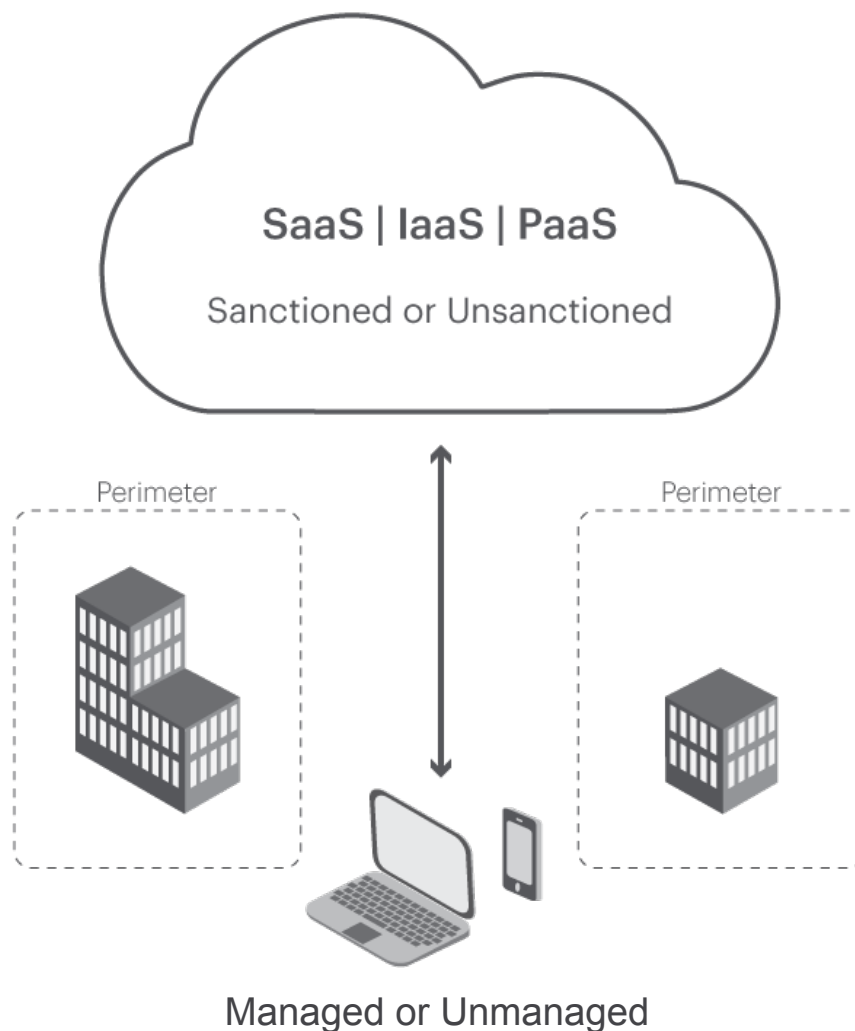 SaaS | IaaS | PaaS
Sanctioned or Unsanctioned
Perimeter
Perimeter
Managed or Unmanaged